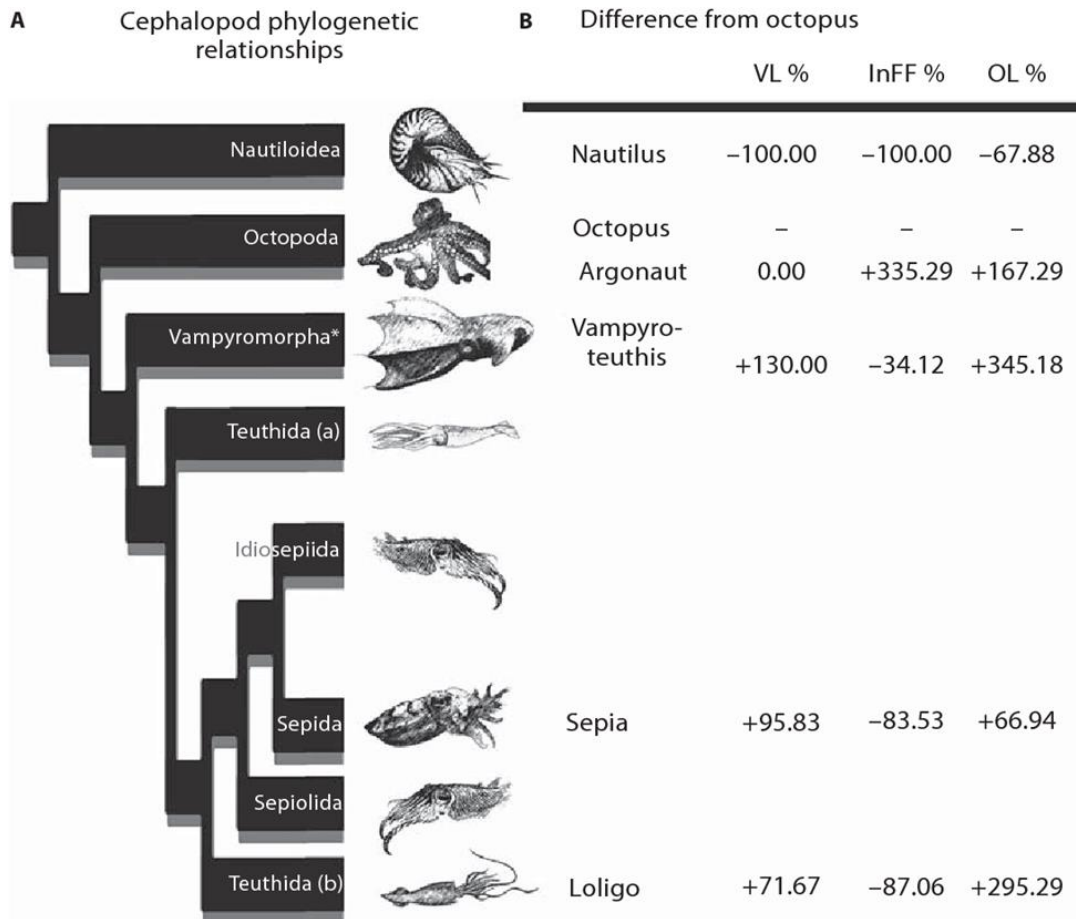 A Cephalopod phylogenetic
relationships
Nautiloidea
Octopoda
Vampyromorpha*
Teuthida (a)
Idiosepiida
Sepida
Sepiolida
Teuthida (b)
B Difference from octopus
VL % InFF % OL %
Nautilus –100.00 –100.00 –67.88
Octopus – – –
Argonaut 0.00 +335.29 +167.29
Vampyro-
teuthis +130.00 –34.12 +345.18
Sepia +95.83 –83.53 +66.94
Loligo +71.67 –87.06 +295.29